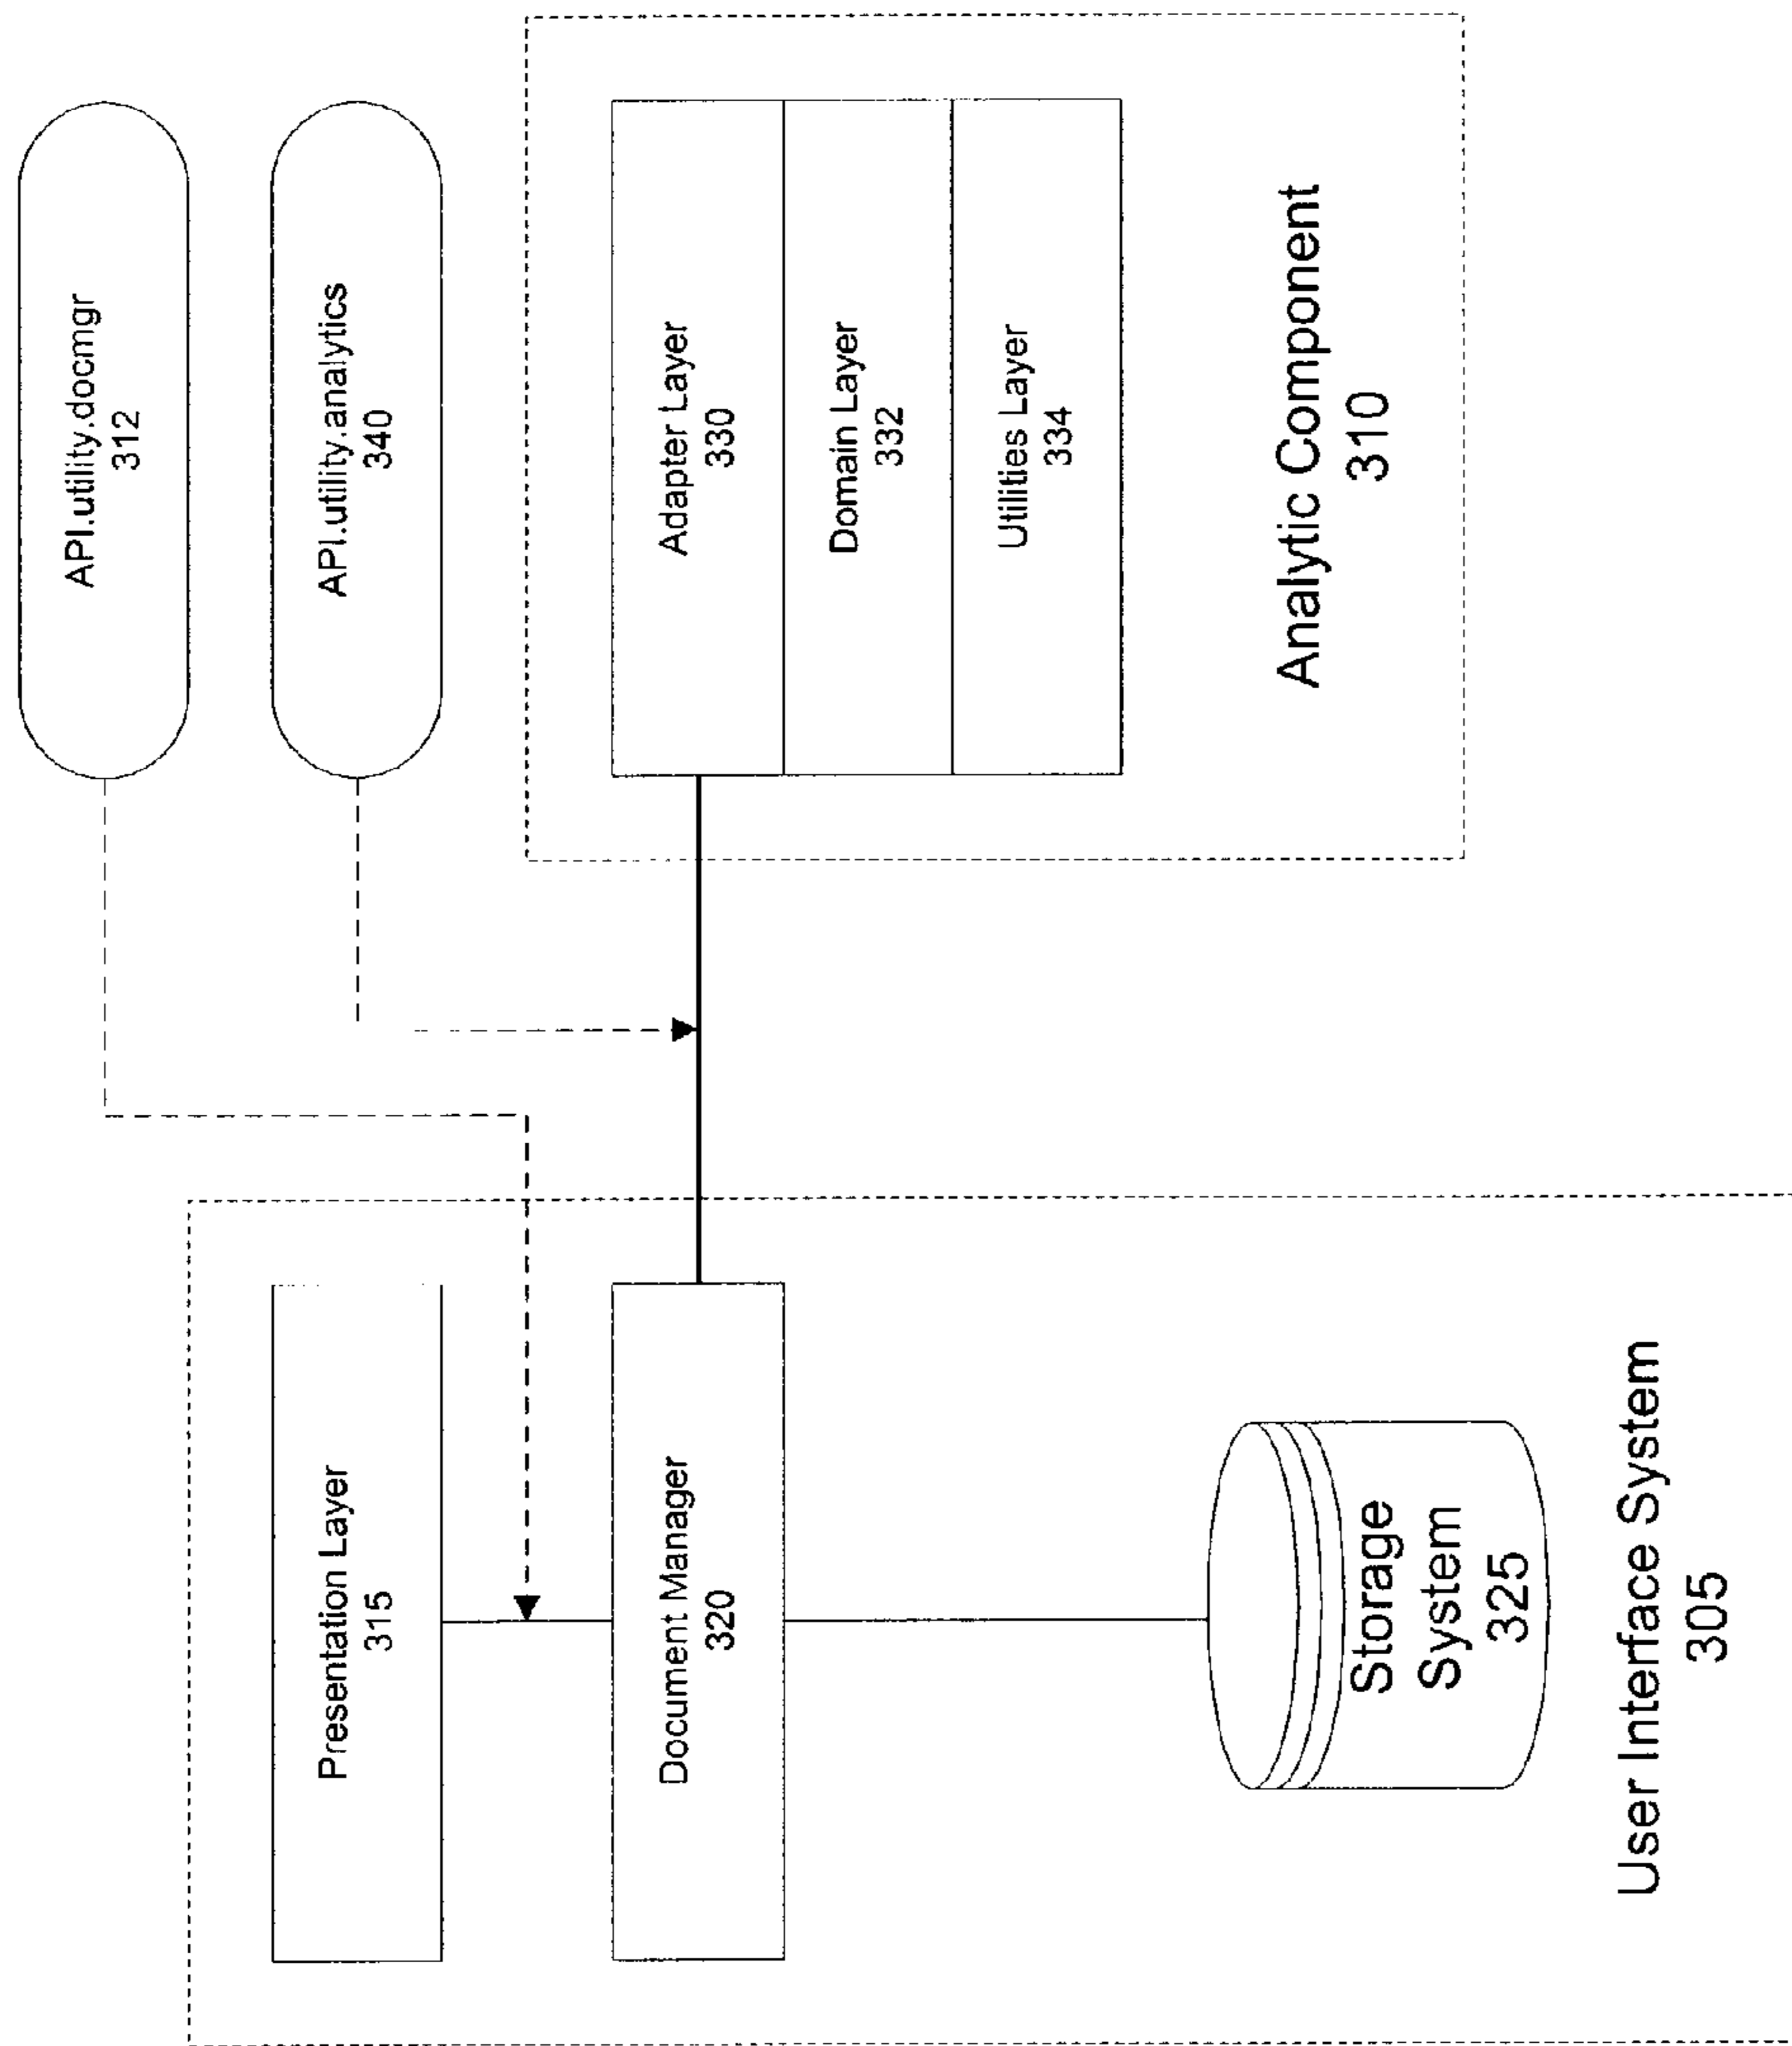 API.utility.docmgr
312
API.utility.analytics
340
Presentation Layer
315
Document Manager
320
Storage
System
325
User Interface System
305
Adapter Layer
330
Domain Layer
332
Utilities Layer
334
Analytic Component
310